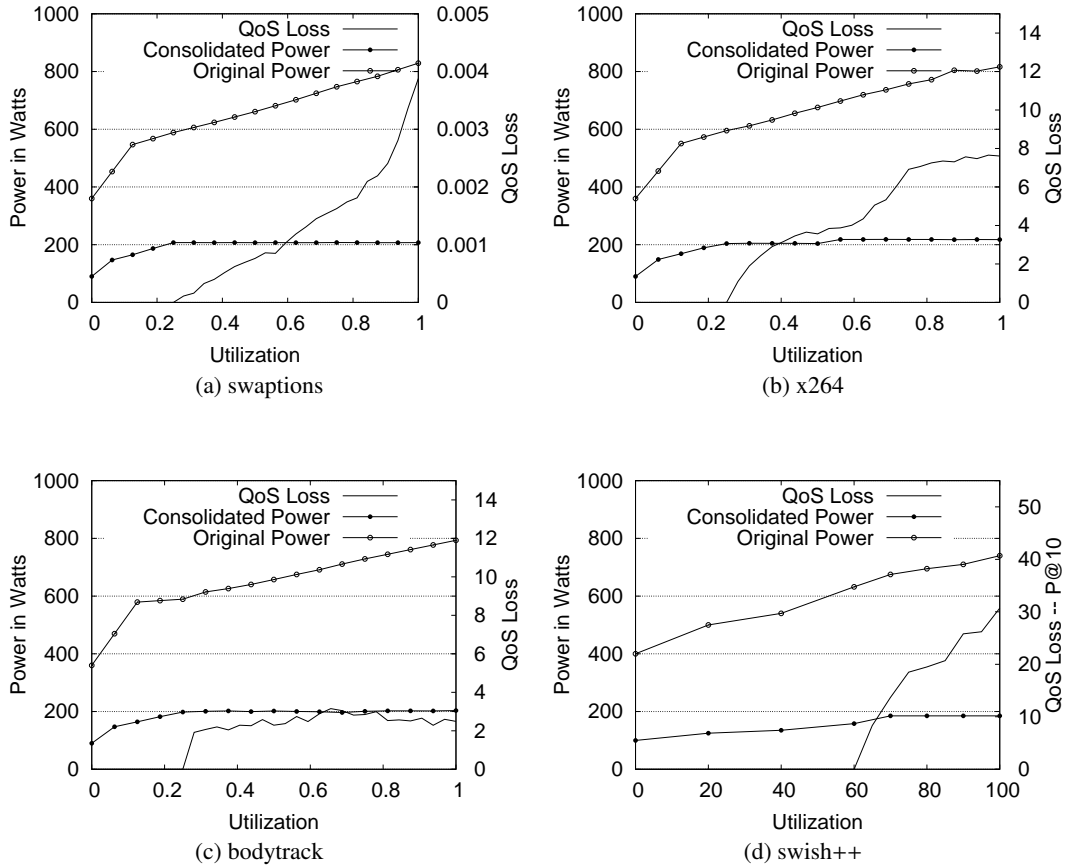 1000
800
600
400
200
0
Power in Watts
QoS Loss
Consolidated Power
Original Power
0.005
0.004
0.003
0.002
0.001
0
QoS Loss
0 0.2 0.4 0.6 0.8 1
Utilization
(a) swaptions
1000
800
600
400
200
0
Power in Watts
QoS Loss
Consolidated Power
Original Power
14
12
10
8
6
4
2
0
QoS Loss
0 0.2 0.4 0.6 0.8 1
Utilization
(b) x264
1000
800
600
400
200
0
Power in Watts
QoS Loss
Consolidated Power
Original Power
14
12
10
8
6
4
2
0
QoS Loss
0 0.2 0.4 0.6 0.8 1
Utilization
(c) bodytrack
1000
800
600
400
200
0
Power in Watts
QoS Loss
Consolidated Power
Original Power
50
40
30
20
10
0
QoS Loss -- P@10
0 20 40 60 80 100
Utilization
(d) swish++